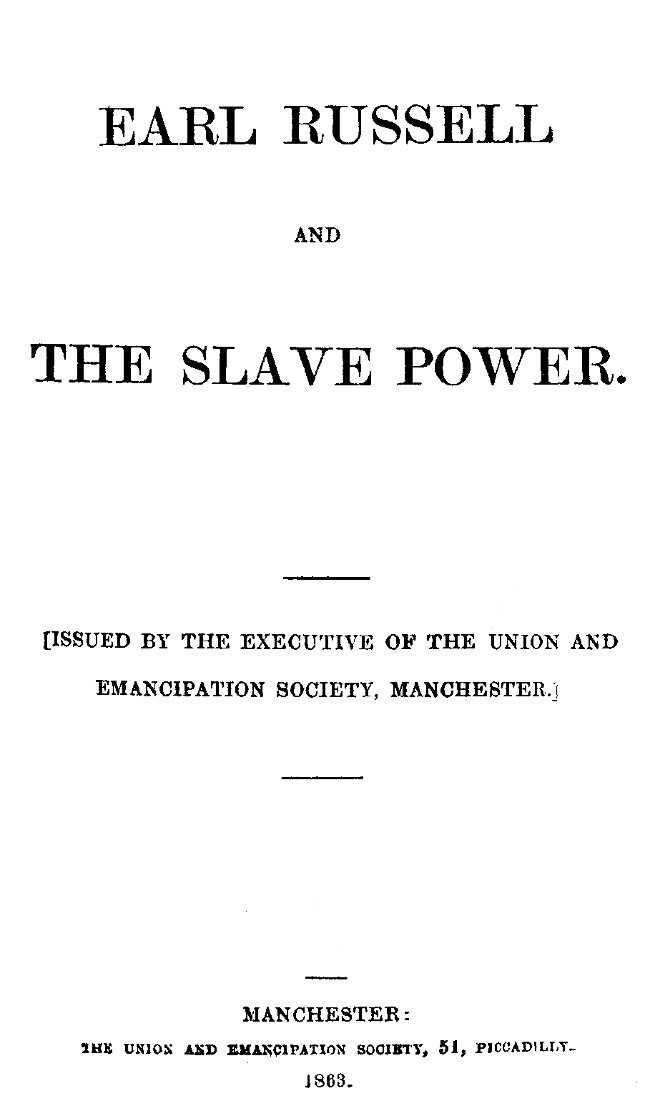 EARL RUSSELL
AND
THE SLAVE POWER.
[ISSUED BY THE EXECUTIVE OF THE UNION AND
EMANCIPATION SOCIETY, MANCHESTER.]
MANCHESTER:
THE UNION AND EMANCIPATION SOCIETY, 51, PICCADILLY.
1863.